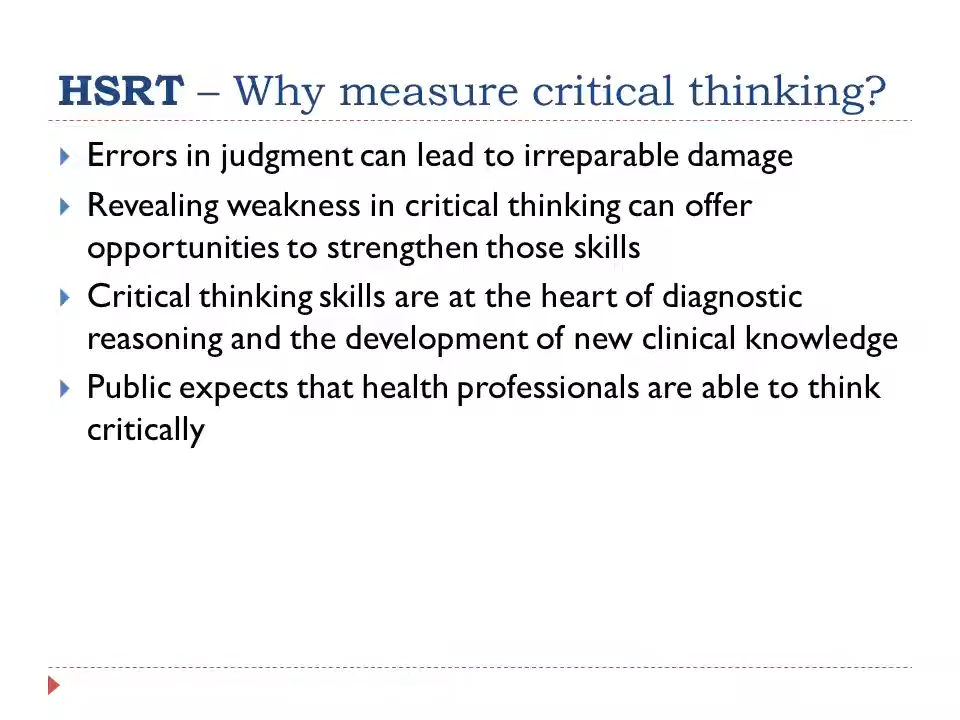 HSRT – Why measure critical thinking?
Errors in judgment can lead to irreparable damage
Revealing weakness in critical thinking can offer
opportunities to strengthen those skills
Critical thinking skills are at the heart of diagnostic
reasoning and the development of new clinical knowledge
Public expects that health professionals are able to think
critically